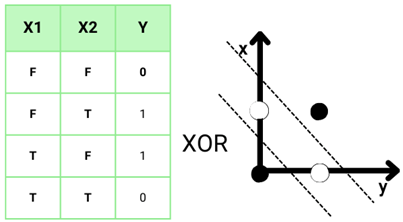 X1 X2 Y
F F 0
F T 1
T F 1
T T 0
XOR
x
y